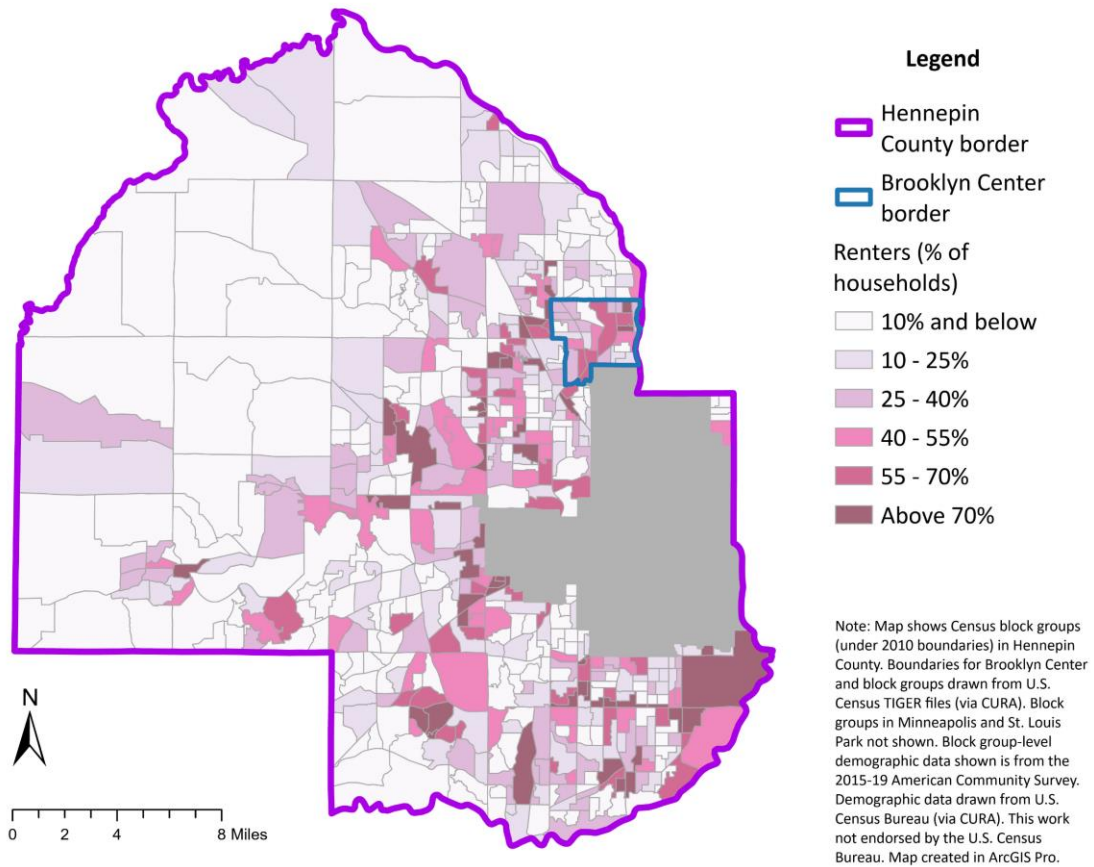 Legend
Hennepin
County border
Brooklyn Center
border
Renters (% of
households)
10% and below
10 - 25%
25 - 40%
40 - 55%
55 - 70%
Above 70%
Note: Map shows Census block groups
(under 2010 boundaries) in Hennepin
County. Boundaries for Brooklyn Center
and block groups drawn from U.S.
Census TIGER files (via CURA). Block
groups in Minneapolis and St. Louis
Park not shown. Block group-level
demographic data shown is from the
2015-19 American Community Survey.
Demographic data drawn from U.S.
Census Bureau (via CURA). This work
not endorsed by the U.S. Census
Bureau. Map created in ArcGIS Pro.
N
0 2 4 8 Miles